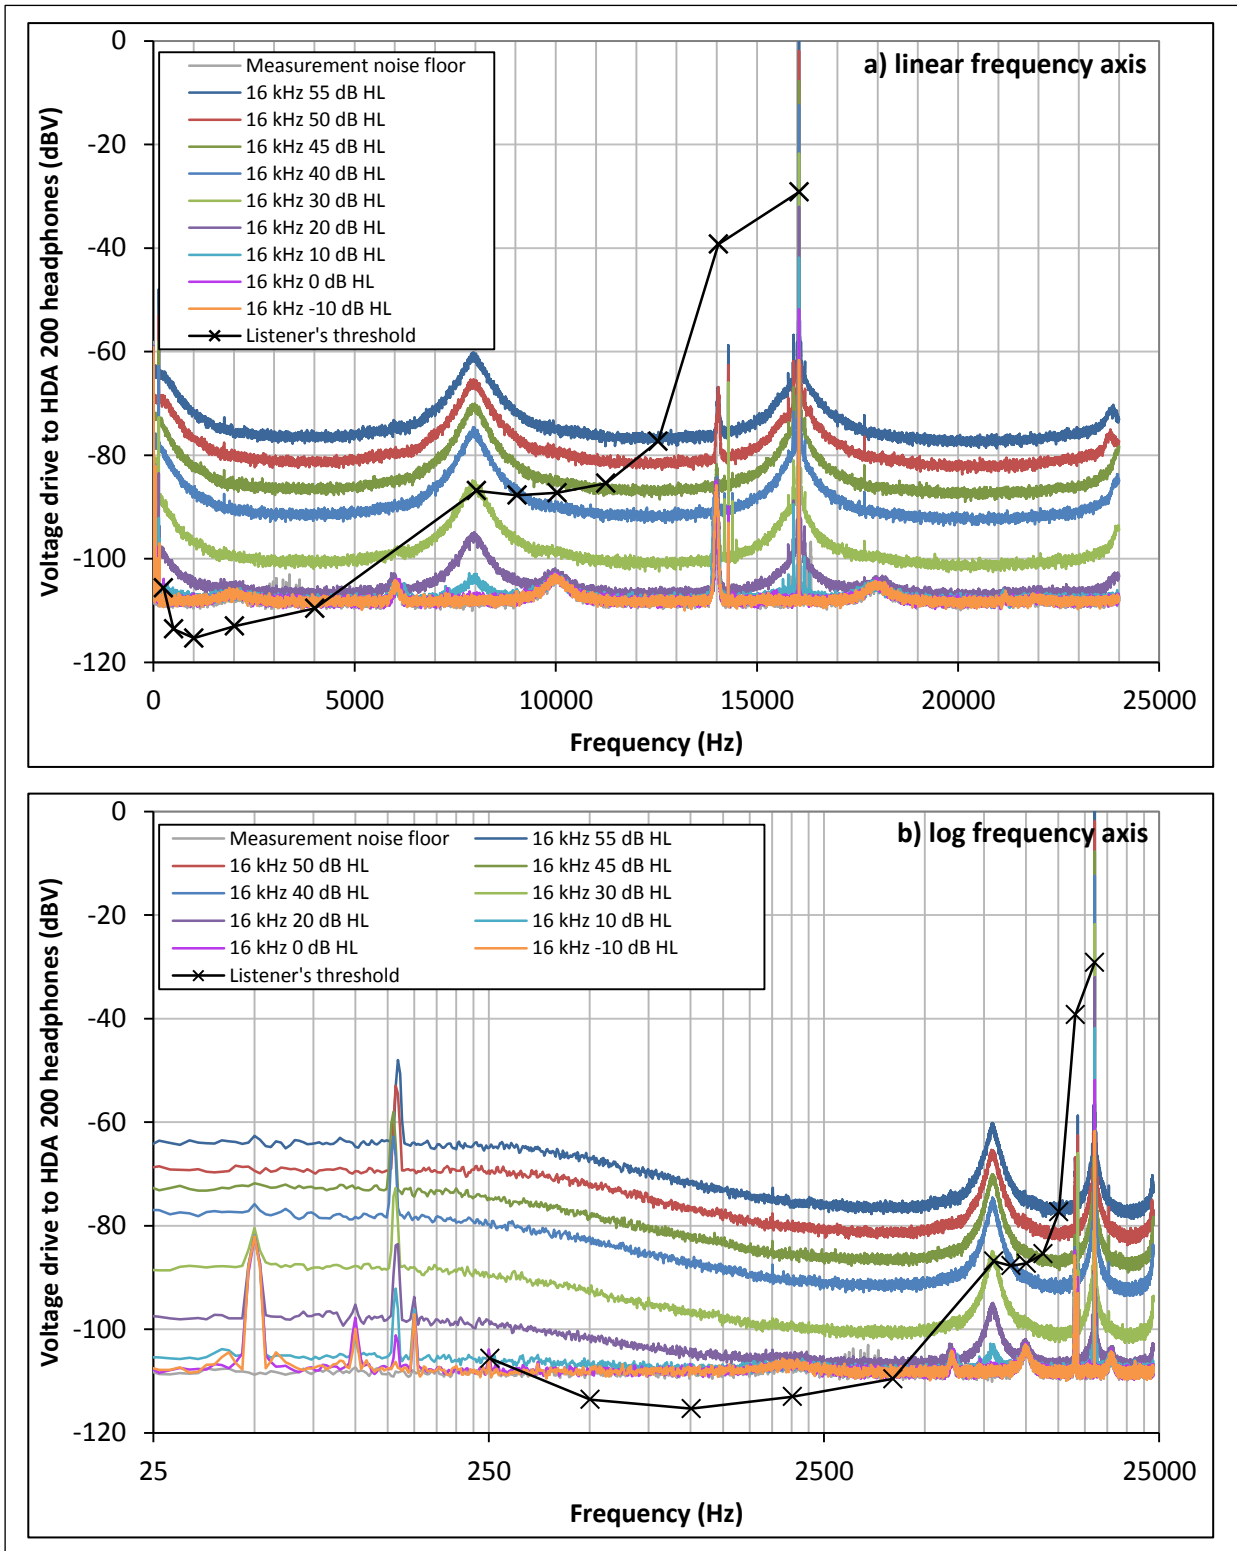 a) linear frequency axis
Voltage drive to HDA 200 headphones (dBV)
0
-20
-40
-60
-80
-100
-120
Measurement noise floor
16 kHz 55 dB HL
16 kHz 50 dB HL
16 kHz 45 dB HL
16 kHz 40 dB HL
16 kHz 30 dB HL
16 kHz 20 dB HL
16 kHz 10 dB HL
16 kHz 0 dB HL
16 kHz -10 dB HL
Listener's threshold
0 5000 10000 15000 20000 25000
Frequency (Hz)
b) log frequency axis
Voltage drive to HDA 200 headphones (dBV)
0
-20
-40
-60
-80
-100
-120
Measurement noise floor 16 kHz 55 dB HL
16 kHz 50 dB HL 16 kHz 45 dB HL
16 kHz 40 dB HL 16 kHz 30 dB HL
16 kHz 20 dB HL 16 kHz 10 dB HL
16 kHz 0 dB HL 16 kHz -10 dB HL
Listener's threshold
25 250 2500 25000
Frequency (Hz)